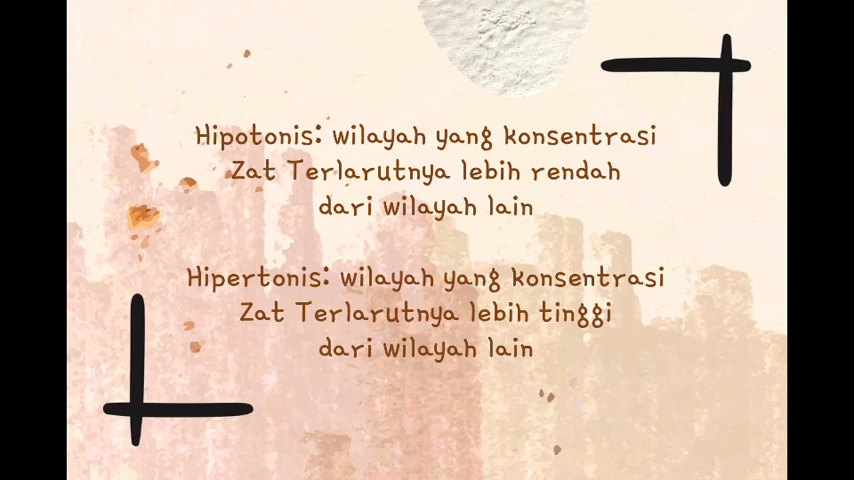 Hipotonis: wilayah yang konsentrasi
Zat Terlarutnya lebih rendah
dari wilayah lain
Hipertonis: wilayah yang konsentrasi
Zat Terlarutnya lebih tinggi
dari wilayah lain